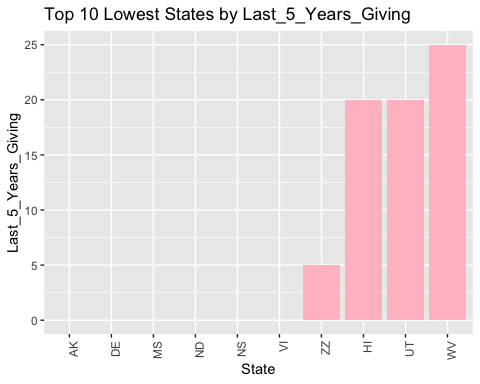 Top 10 Lowest States by Last_5_Years_Giving
Last_5_Years_Giving
25
20
15
10
5
0
AK
DE
MS
ND
NS
VI
ZZ
HI
UT
WV
State